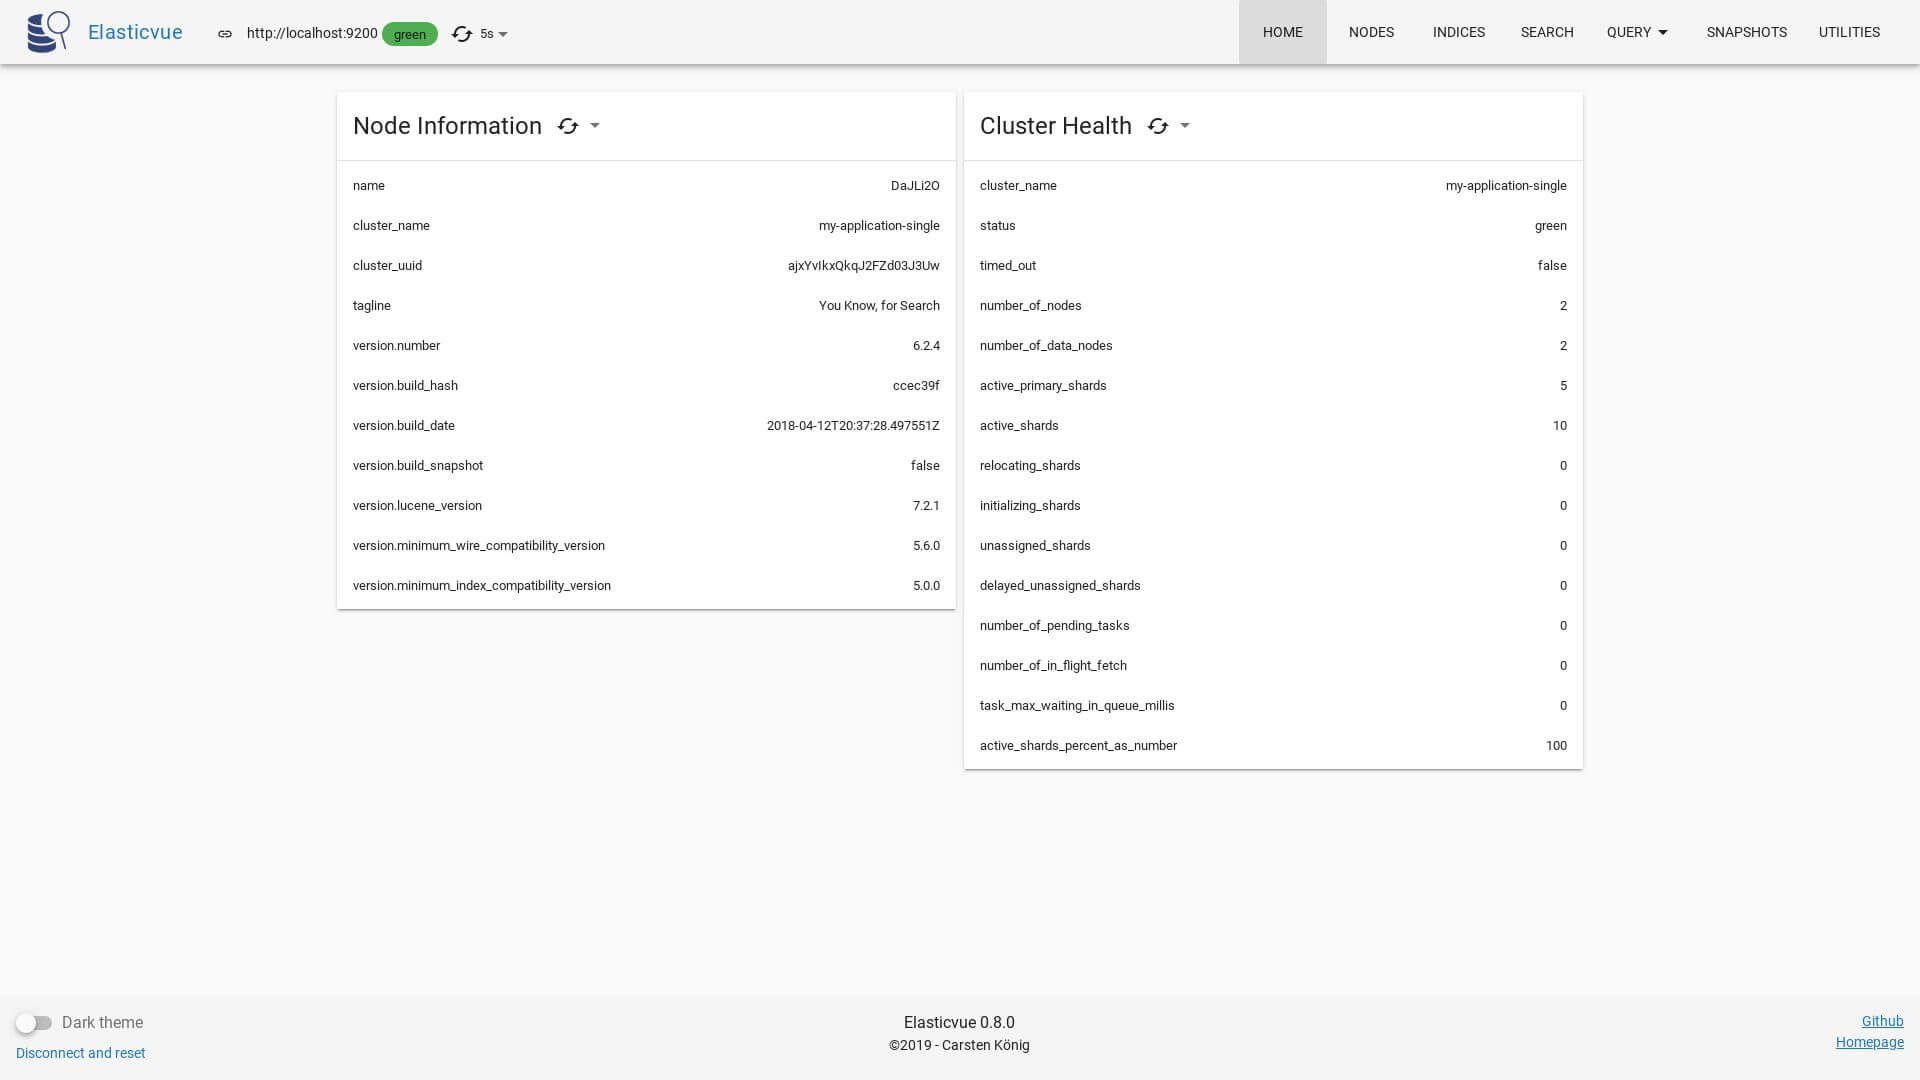 Elasticvue
http://localhost:9200 green 5s
HOME NODES INDICES SEARCH QUERY SNAPSHOTS UTILITIES
Node Information
name DaJLi2O
cluster_name my-application-single
cluster_uuid ajxYvIkxQkqJ2FZd03J3Uw
tagline You Know, for Search
version.number 6.2.4
version.build_hash ccec39f
version.build_date 2018-04-12T20:37:28.497551Z
version.build_snapshot false
version.lucene_version 7.2.1
version.minimum_wire_compatibility_version 5.6.0
version.minimum_index_compatibility_version 5.0.0
Cluster Health
cluster_name my-application-single
status green
timed_out false
number_of_nodes 2
number_of_data_nodes 2
active_primary_shards 5
active_shards 10
relocating_shards 0
initializing_shards 0
unassigned_shards 0
delayed_unassigned_shards 0
number_of_pending_tasks 0
number_of_in_flight_fetch 0
task_max_waiting_in_queue_millis 0
active_shards_percent_as_number 100
Dark theme
Disconnect and reset
Elasticvue 0.8.0
©2019 - Carsten König
Github
Homepage